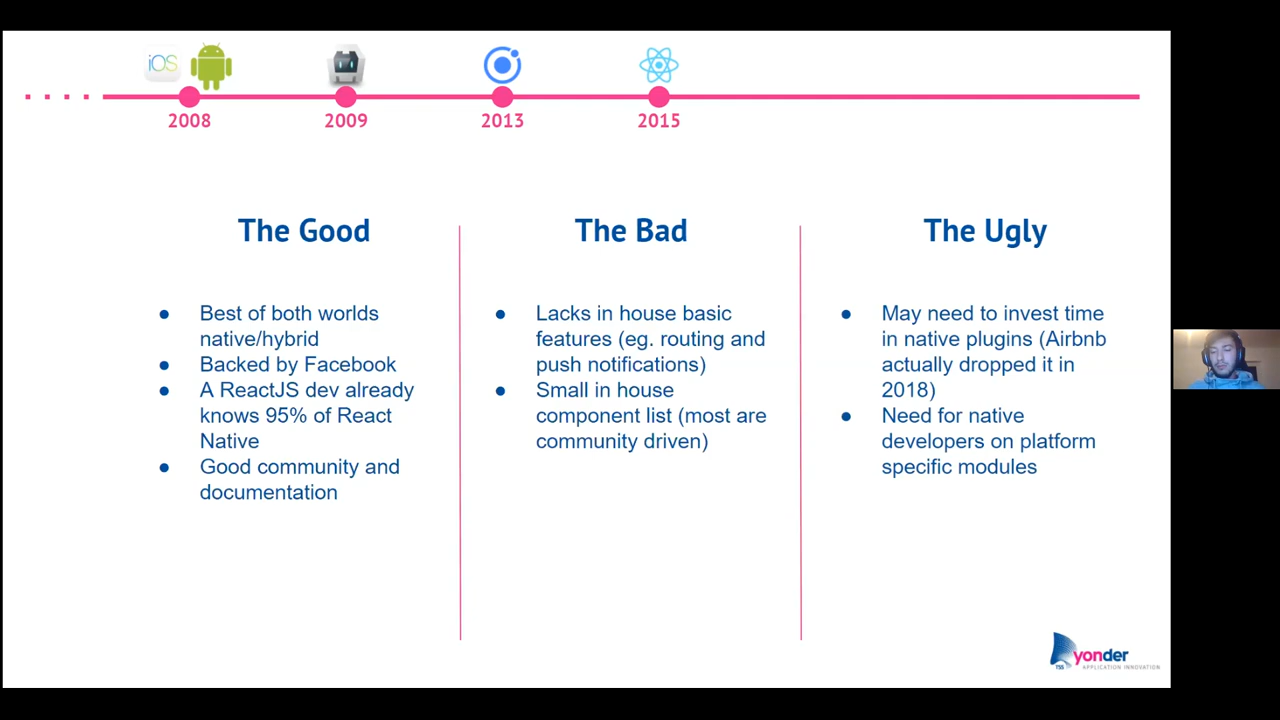 iOS
2008
2009
2013
2015
The Good
Best of both worlds
native/hybrid
Backed by Facebook
A ReactJS dev already
knows 95% of React
Native
Good community and
documentation
The Bad
Lacks in house basic
features (eg. routing and
push notifications)
Small in house
component list (most are
community driven)
The Ugly
May need to invest time
in native plugins (Airbnb
actually dropped it in
2018)
Need for native
developers on platform
specific modules
TSS
yonder
APPLICATION INNOVATION